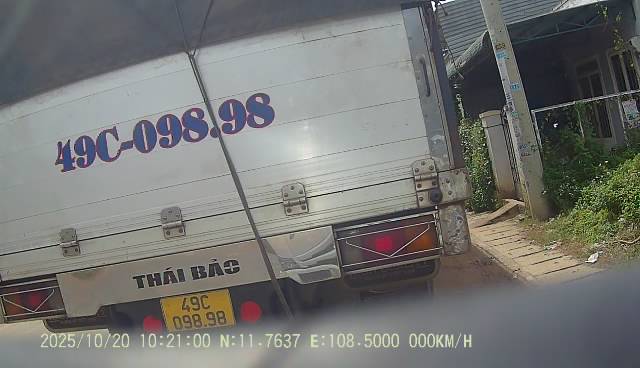 49C-098.98
THÁI BẢO
49C
098.98
2025/10/20 10:21:00 N:11.7637 E:108.5000 000KM/H